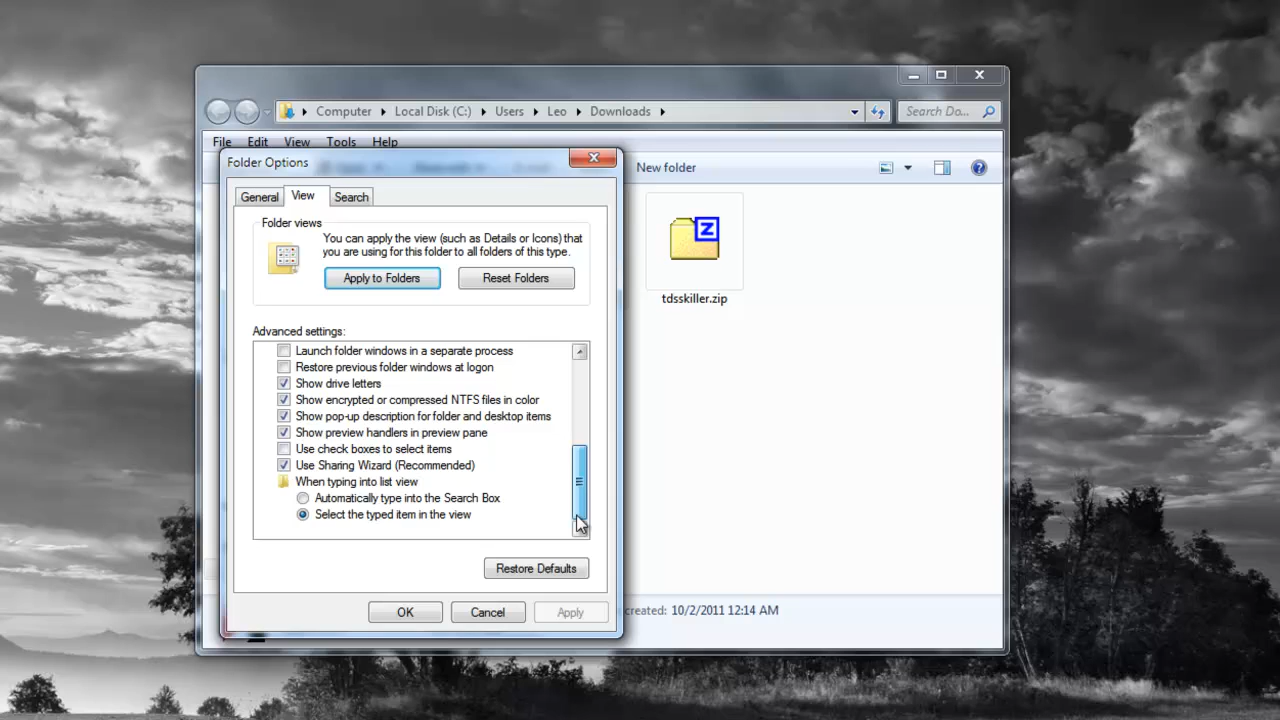 Computer Local Disk (C:) Users Leo Downloads Search Do...
File Edit View Tools Help
Folder Options
New folder
General View Search
Folder views
You can apply the view (such as Details or Icons) that
you are using for this folder to all folders of this type.
Apply to Folders Reset Folders
tdsskiller.zip
Advanced settings:
Launch folder windows in a separate process
Restore previous folder windows at logon
Show drive letters
Show encrypted or compressed NTFS files in color
Show pop-up description for folder and desktop items
Show preview handlers in preview pane
Use check boxes to select items
Use Sharing Wizard (Recommended)
When typing into list view
Automatically type into the Search Box
Select the typed item in the view
Restore Defaults
OK Cancel Apply
created: 10/2/2011 12:14 AM